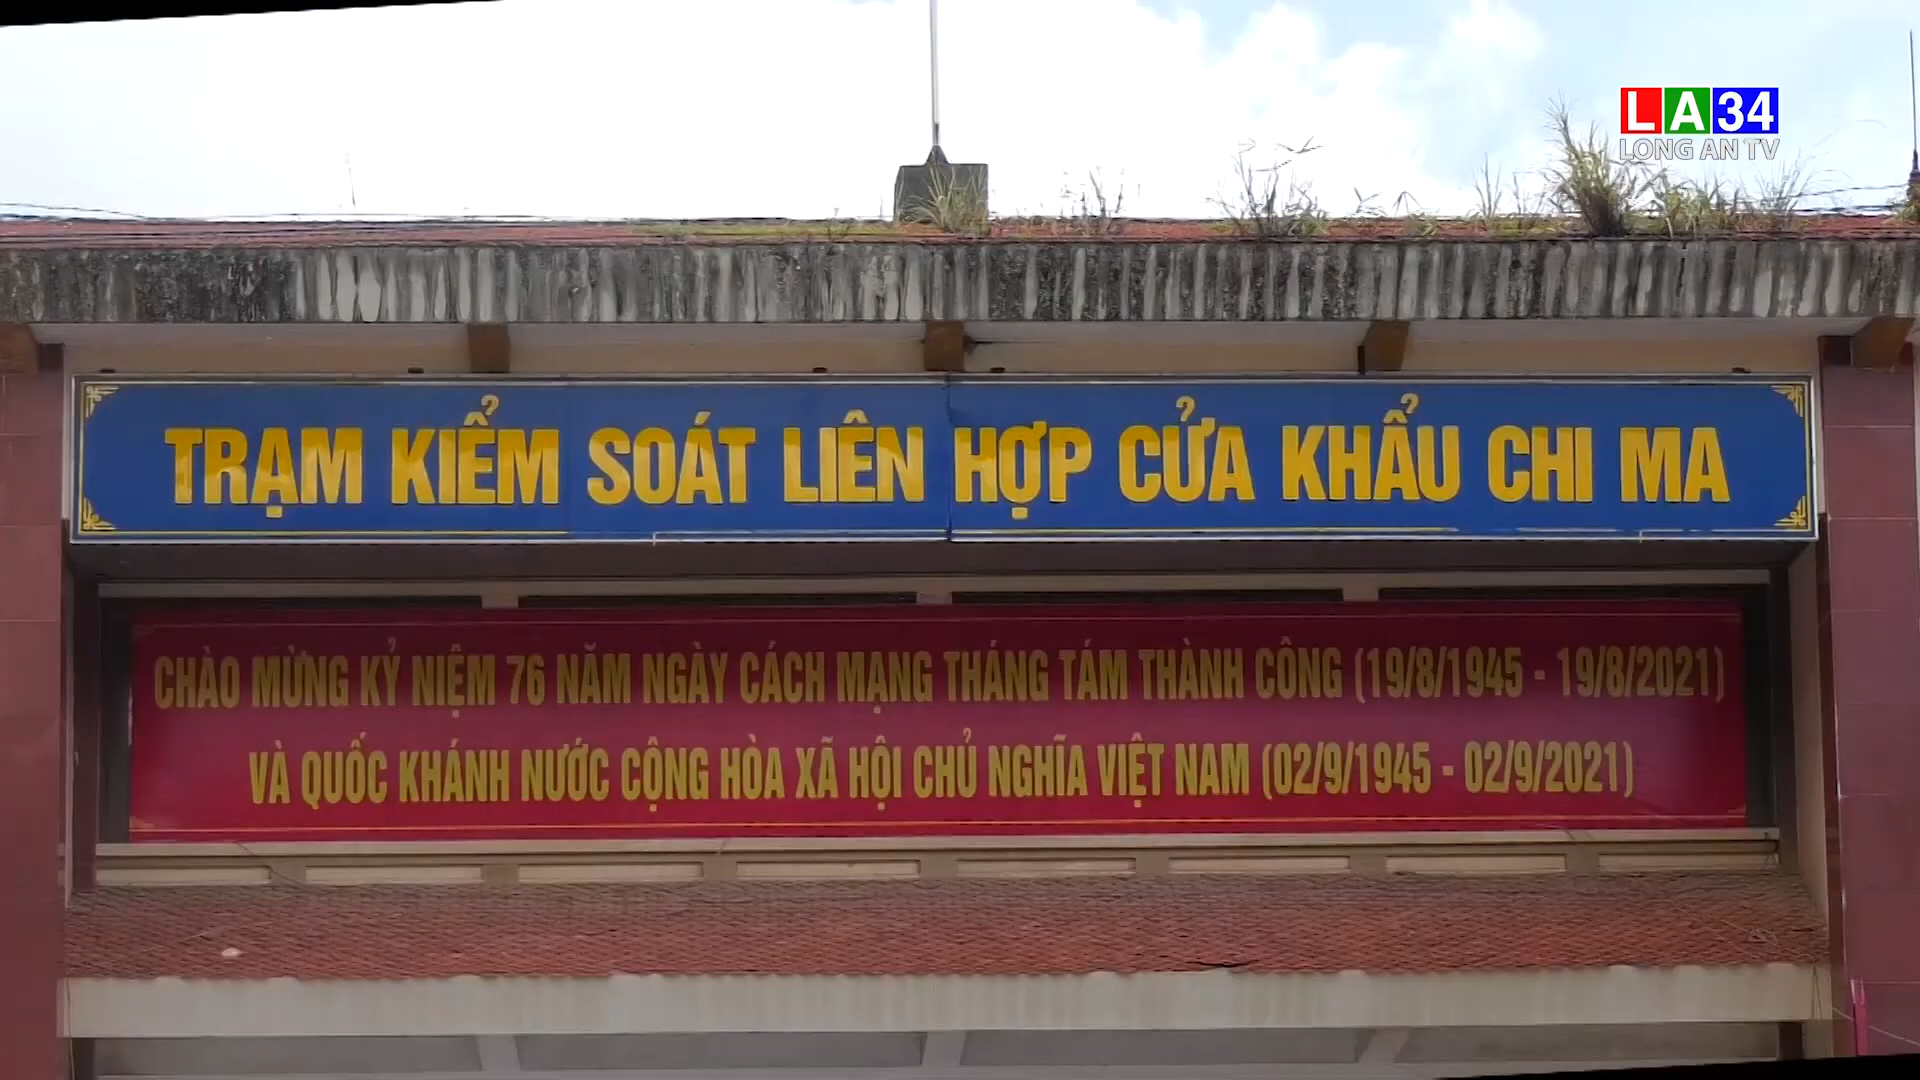 LA34
LONG AN TV
TRẠM KIỂM SOÁT LIÊN HỢP CỬA KHẨU CHI MA
CHÀO MỪNG KỶ NIỆM 76 NĂM NGÀY CÁCH MẠNG THÁNG TÁM THÀNH CÔNG (19/8/1945 - 19/8/2021)
VÀ QUỐC KHÁNH NƯỚC CỘNG HÒA XÃ HỘI CHỦ NGHĨA VIỆT NAM (02/9/1945 - 02/9/2021)